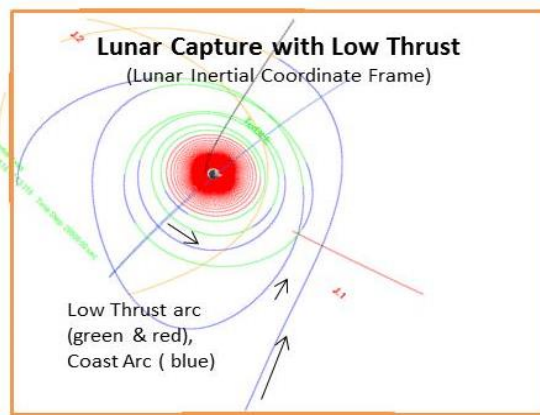 Lunar Capture with Low Thrust
(Lunar Inertial Coordinate Frame)
Low Thrust arc
(green & red),
Coast Arc ( blue)